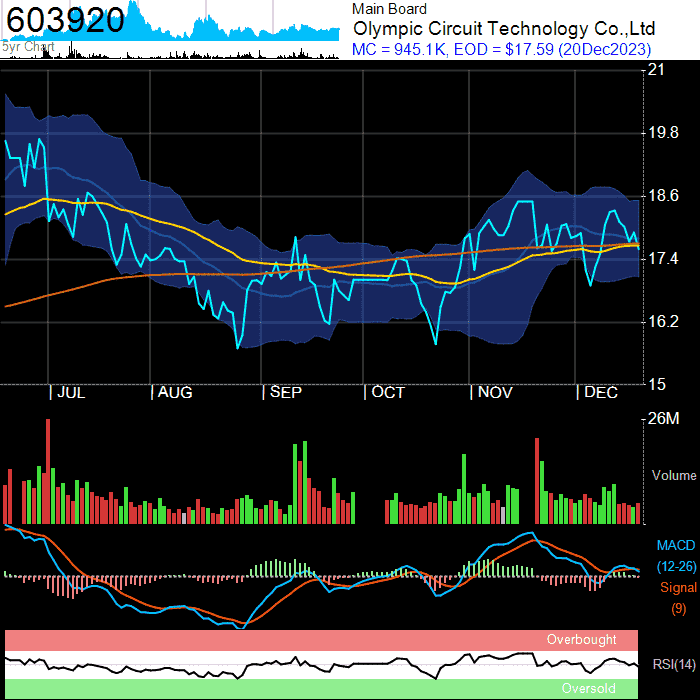 603920
5yr Chart
Main Board
Olympic Circuit Technology Co.,Ltd
MC = 945.1K, EOD = $17.59 (20Dec2023)
21
19.8
18.6
17.4
16.2
15
JUL AUG SEP OCT NOV DEC
26M
Volume
MACD
(12-26)
Signal
(9)
Overbought
RSI(14)
Oversold